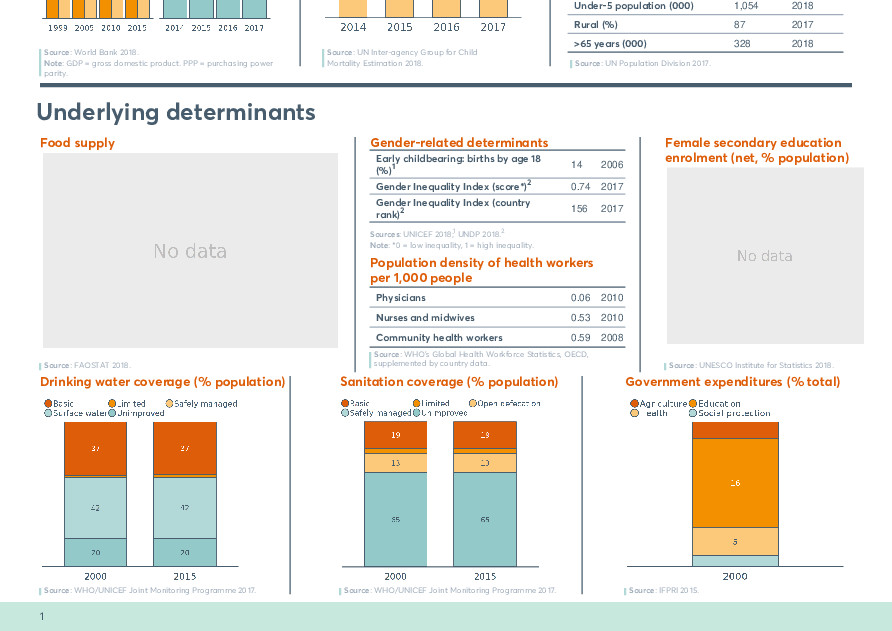 1999 2005 2010 2015
2014 2015 2016 2017
Source: World Bank 2018.
Note: GDP = gross domestic product. PPP = purchasing power
parity.
2014 2015 2016 2017
Source: UN Inter-agency Group for Child
Mortality Estimation 2018.
Under-5 population (000) 1,054 2018
Rural (%) 87 2017
>65 years (000) 328 2018
Source: UN Population Division 2017.
Underlying determinants
Food supply
No data
Source: FAOSTAT 2018.
Gender-related determinants
Early childbearing: births by age 18
(%)1 14 2006
Gender Inequality Index (score*)2 0.74 2017
Gender Inequality Index (country
rank)2 156 2017
Sources: UNICEF 2018,1 UNDP 2018.2
Note: *0 = low inequality, 1 = high inequality.
Population density of health workers
per 1,000 people
Physicians 0.06 2010
Nurses and midwives 0.53 2010
Community health workers 0.59 2008
Source: WHO's Global Health Workforce Statistics, OECD,
supplemented by country data.
Female secondary education
enrolment (net, % population)
No data
Source: UNESCO Institute for Statistics 2018.
Drinking water coverage (% population)
Basic Limited Safely managed
Surface water Unimproved
37 37
42 42
20 20
2000 2015
Source: WHO/UNICEF Joint Monitoring Programme 2017.
Sanitation coverage (% population)
Basic Limited Open defecation
Safely managed Unimproved
19 19
13 13
65 65
2000 2015
Source: WHO/UNICEF Joint Monitoring Programme 2017.
Government expenditures (% total)
Agriculture Education
Health Social protection
16
5
2000
Source: IFPRI 2015.
1